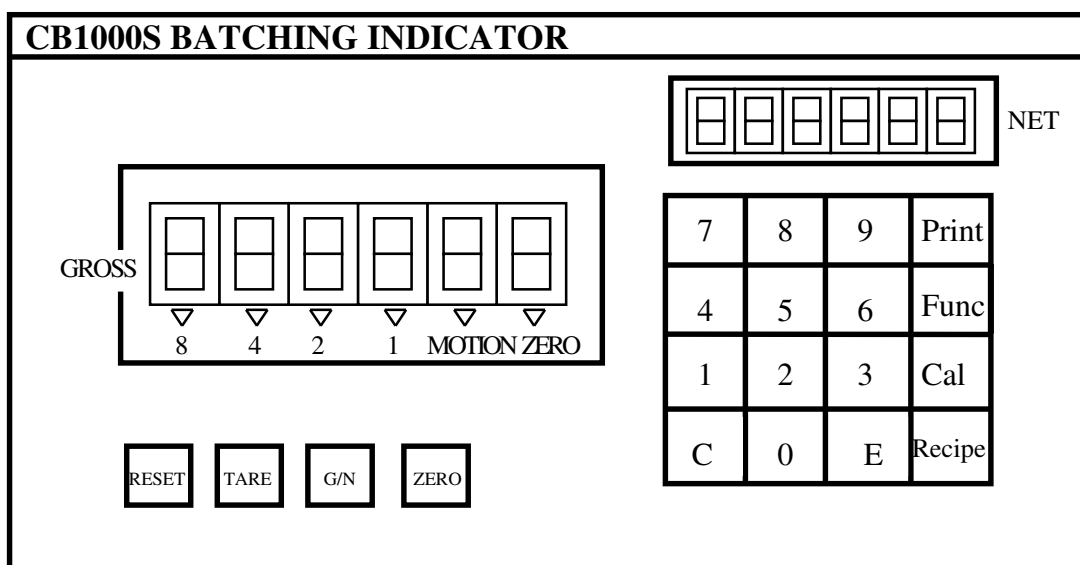 CB1000S BATCHING INDICATOR
NET
GROSS
8 4 2 1 MOTION ZERO
7 8 9 Print
4 5 6 Func
1 2 3 Cal
C 0 E Recipe
RESET TARE G/N ZERO